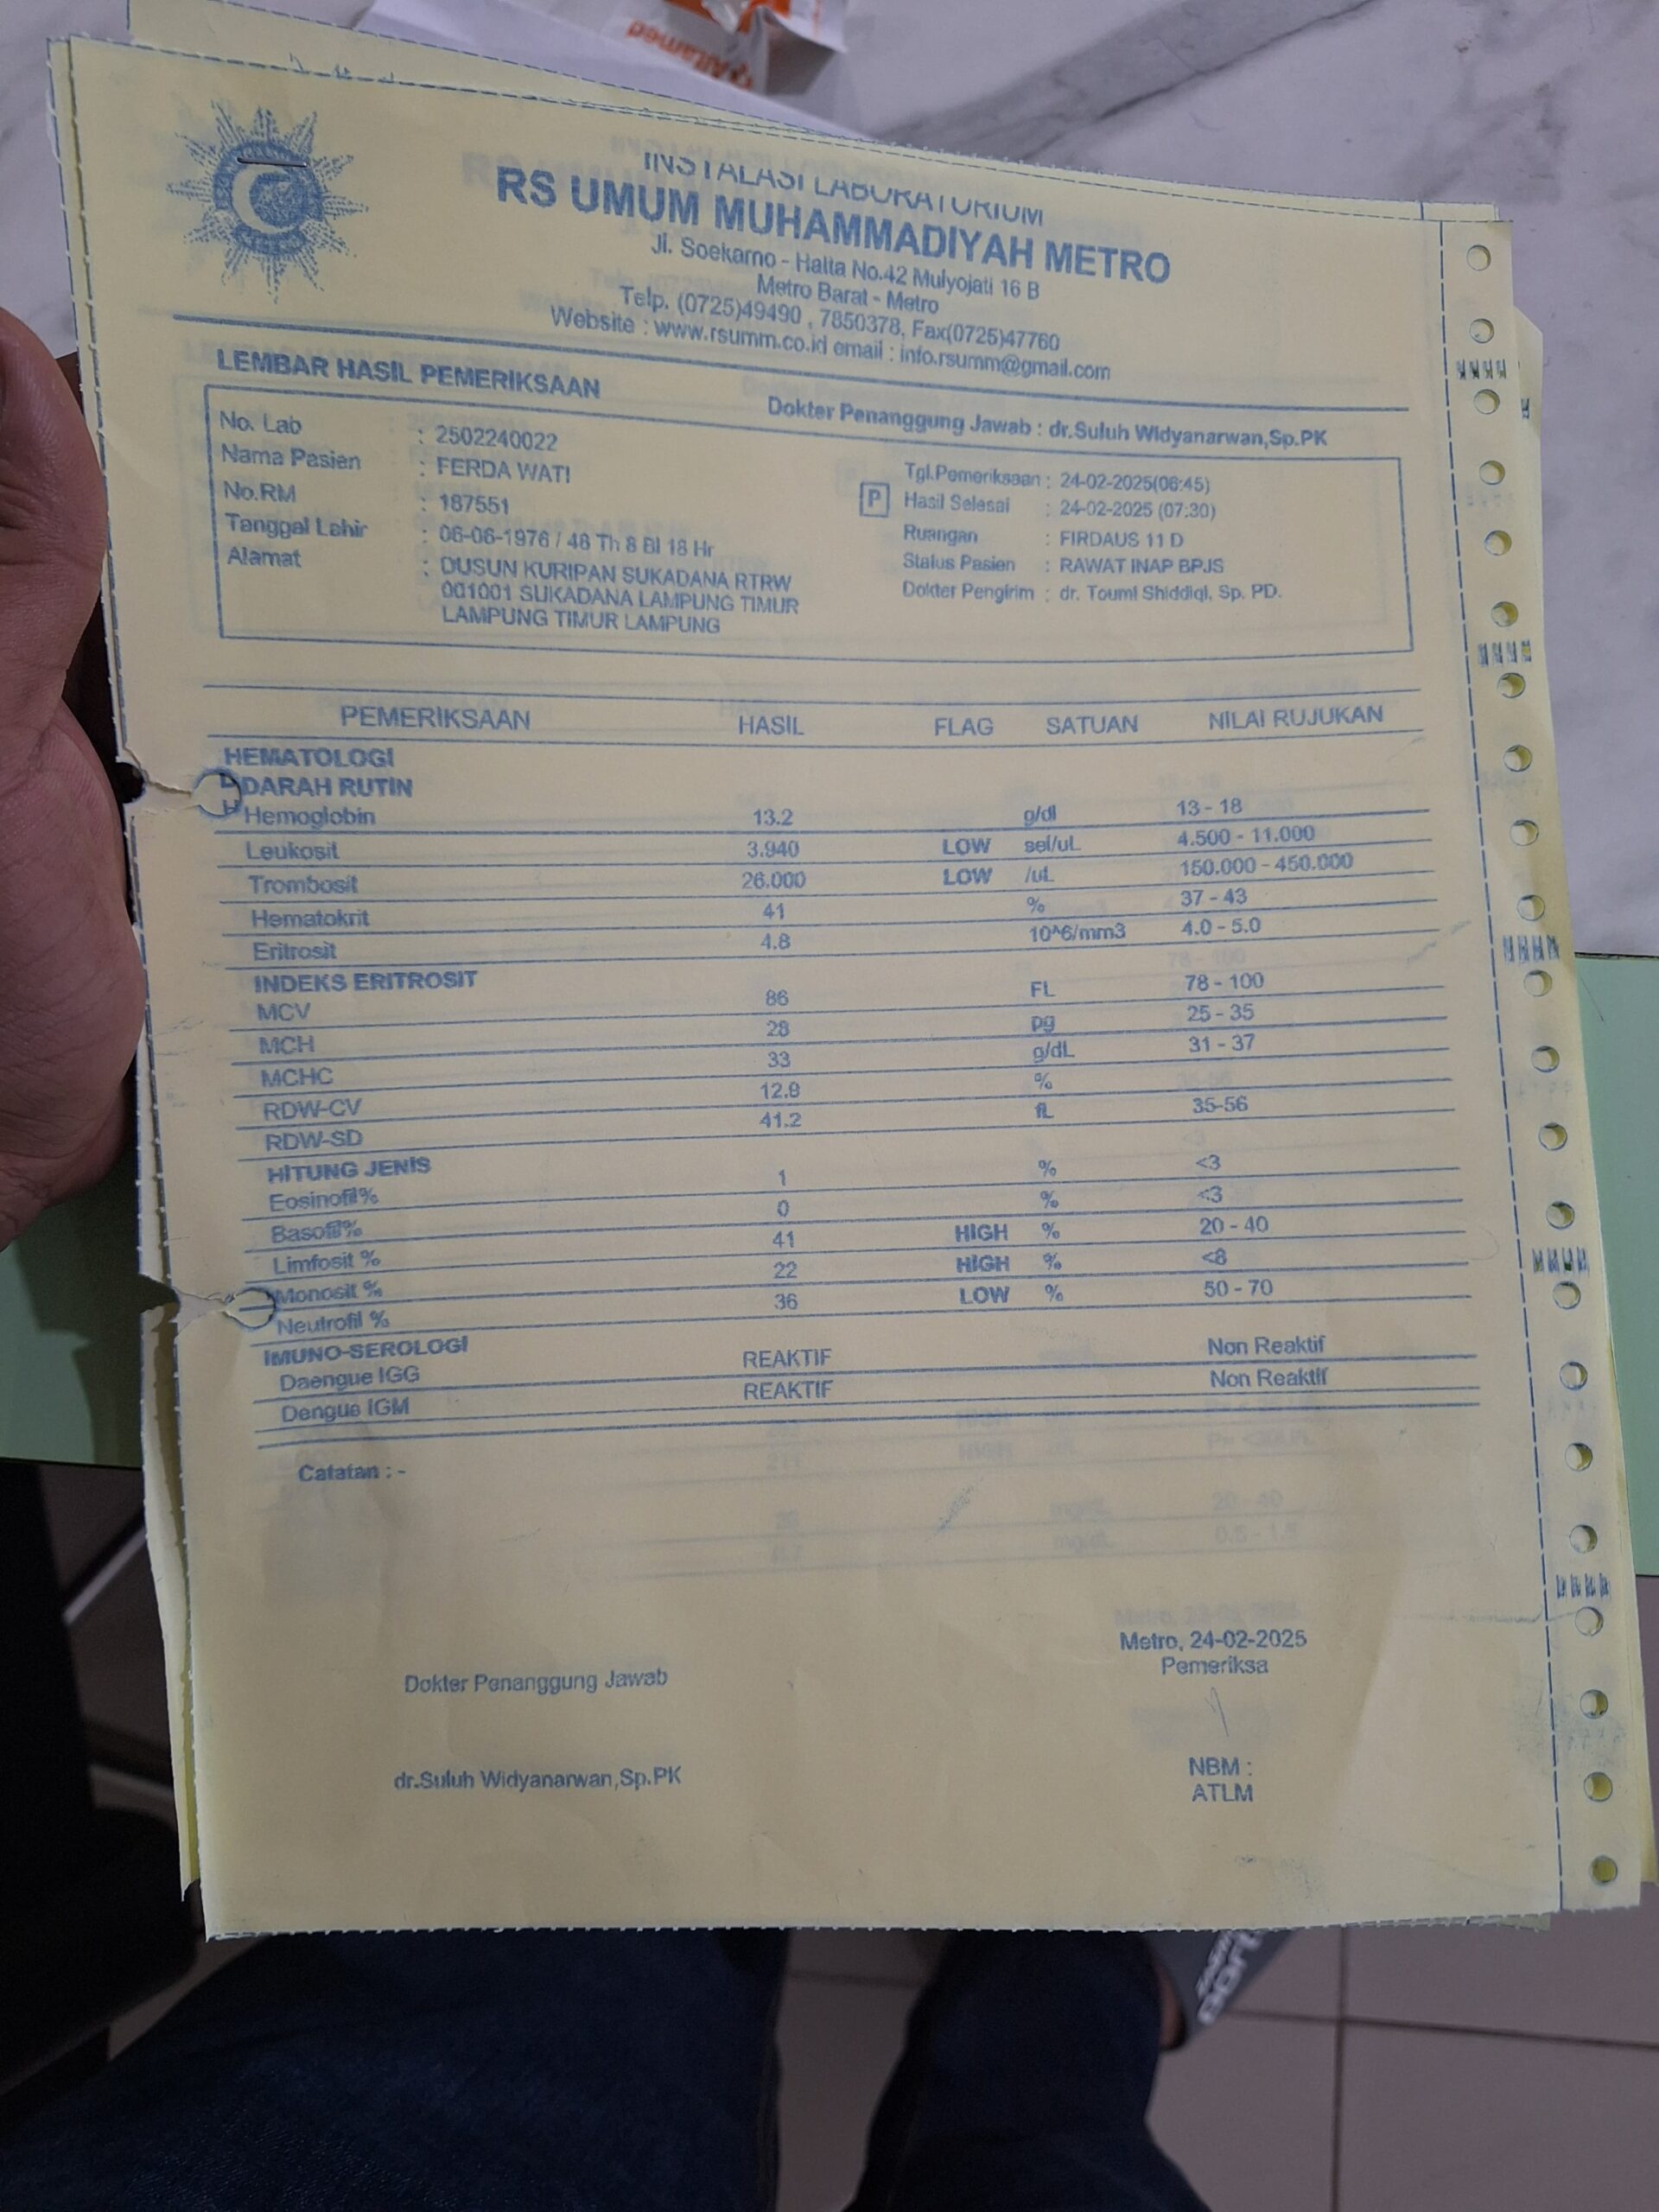 Altamed
INSTALASI LABORATORIUM
RS UMUM MUHAMMADIYAH METRO
Jl. Soekarno - Hatta No.42 Mulyojati 16 B
Metro Barat - Metro
Telp. (0725)49490 , 7850378, Fax(0725)47760
Website : www.rsumm.co.id email : info.rsumm@gmail.com
LEMBAR HASIL PEMERIKSAAN
Dokter Penanggung Jawab : dr.Suluh Widyanarwan,Sp.PK
No. Lab : 2502240022
Nama Pasien : FERDA WATI
No.RM : 187551
Tanggal Lahir : 06-06-1976 / 48 Th 8 Bl 18 Hr
Alamat : DUSUN KURIPAN SUKADANA RTRW
001001 SUKADANA LAMPUNG TIMUR
LAMPUNG TIMUR LAMPUNG
P
Tgl.Pemeriksaan : 24-02-2025(06:45)
Hasil Selesai : 24-02-2025 (07:30)
Ruangan : FIRDAUS 11 D
Status Pasien : RAWAT INAP BPJS
Dokter Pengirim : dr. Toumi Shiddiqi, Sp. PD.
PEMERIKSAAN HASIL FLAG SATUAN NILAI RUJUKAN
HEMATOLOGI
DARAH RUTIN
Hemoglobin 13.2 g/dl 13 - 18
Leukosit 3.940 LOW sel/uL 4.500 - 11.000
Trombosit 26.000 LOW /uL 150.000 - 450.000
Hematokrit 41 % 37 - 43
Eritrosit 4.8 10^6/mm3 4.0 - 5.0
INDEKS ERITROSIT
MCV 86 FL 78 - 100
MCH 28 pg 25 - 35
MCHC 33 g/dL 31 - 37
RDW-CV 12.8 %
RDW-SD 41.2 fL 35-56
HITUNG JENIS
Eosinofil% 1 % <3
Basofil% 0 % <3
Limfosit % 41 HIGH % 20 - 40
Monosit % 22 HIGH % <8
Neutrofil % 36 LOW % 50 - 70
IMUNO-SEROLOGI
Daengue IGG REAKTIF Non Reaktif
Dengue IGM REAKTIF Non Reaktif
Catatan : -
Metro, 24-02-2025
Dokter Penanggung Jawab
Pemeriksa
dr.Suluh Widyanarwan,Sp.PK
NBM :
ATLM